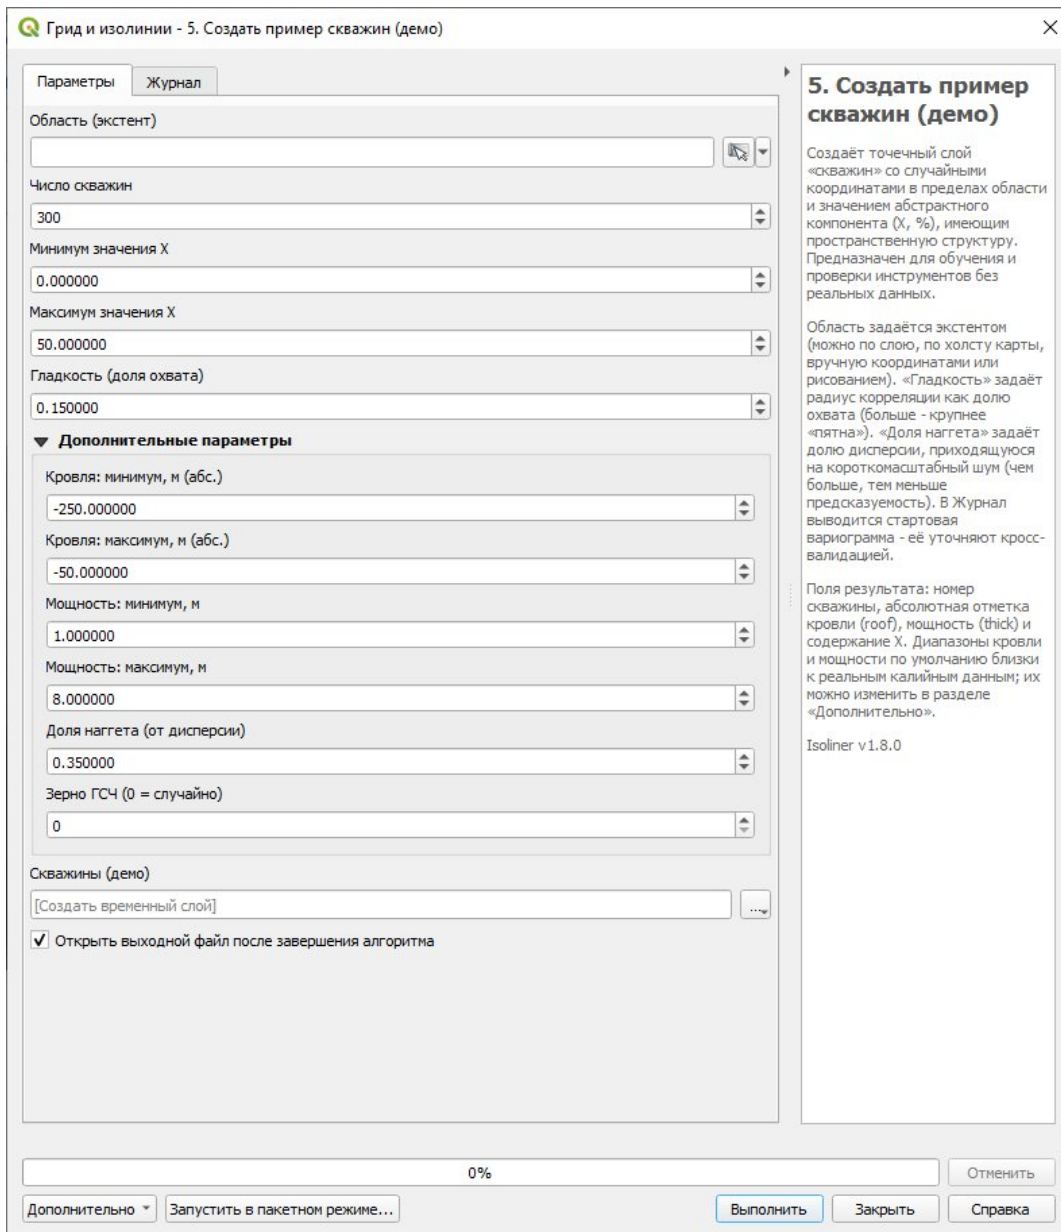 Грид и изолинии - 5. Создать пример скважин (демо)
Параметры
Журнал
Область (экстент)
Число скважин
300
Минимум значения X
0.000000
Максимум значения X
50.000000
Гладкость (доля охвата)
0.150000
Дополнительные параметры
Кровля: минимум, м (абс.)
-250.000000
Кровля: максимум, м (абс.)
-50.000000
Мощность: минимум, м
1.000000
Мощность: максимум, м
8.000000
Доля наггета (от дисперсии)
0.350000
Зерно ГСЧ (0 = случайно)
0
Скважины (демо)
[Создать временный слой]
...
Открыть выходной файл после завершения алгоритма
5. Создать пример
скважин (демо)
Создаёт точечный слой
«скважин» со случайными
координатами в пределах области
и значением абстрактного
компонента (X, %), имеющим
пространственную структуру.
Предназначен для обучения и
проверки инструментов без
реальных данных.
Область задаётся экстентом
(можно по слою, по холсту карты,
вручную координатами или
рисованием). «Гладкость» задаёт
радиус корреляции как долю
охвата (больше - крупнее
«пятна»). «Доля наггета» задаёт
долю дисперсии, приходящуюся
на короткомасштабный шум (чем
больше, тем меньше
предсказуемость). В Журнал
выводится стартовая
вариограмма - её уточняют кросс-
валидацией.
Поля результата: номер
скважины, абсолютная отметка
кровли (roof), мощность (thick) и
содержание X. Диапазоны кровли
и мощности по умолчанию близки
к реальным калийным данным; их
можно изменить в разделе
«Дополнительно».
Isoliner v1.8.0
0%
Отменить
Дополнительно
Запустить в пакетном режиме...
Выполнить
Закрыть
Справка